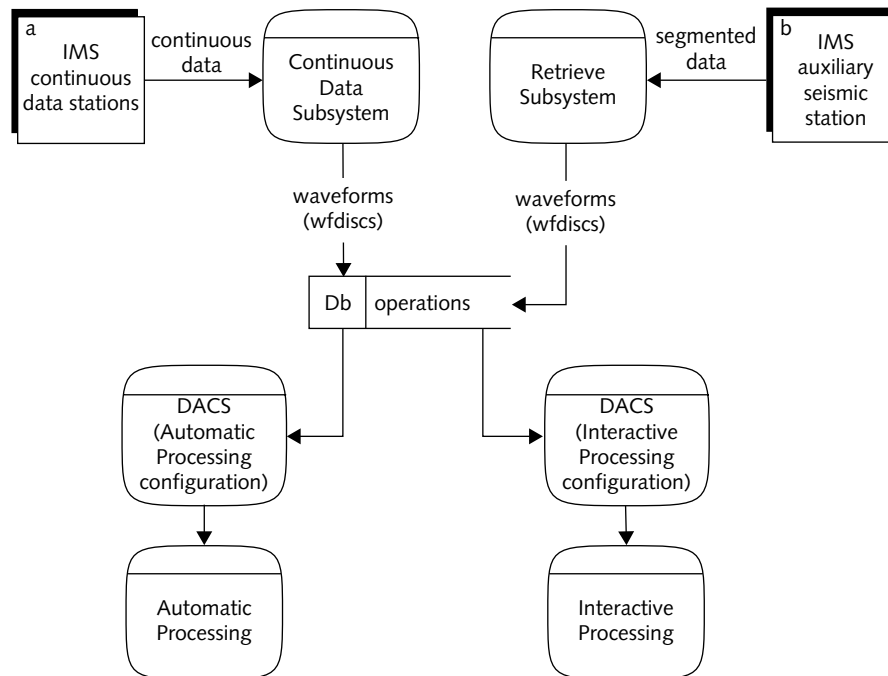 a
IMS
continuous
data stations
continuous
data
Continuous
Data
Subsystem
Retrieve
Subsystem
segmented
data
b
IMS
auxiliary
seismic
station
waveforms
(wfdiscs)
waveforms
(wfdiscs)
Db
operations
DACS
(Automatic
Processing
configuration)
DACS
(Interactive
Processing
configuration)
Automatic
Processing
Interactive
Processing